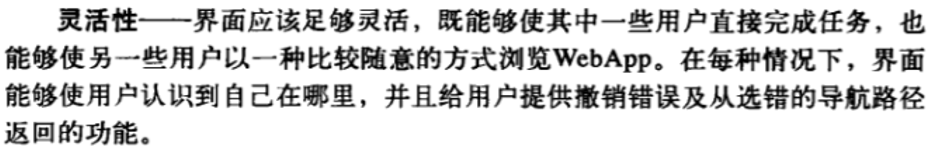 灵活性——界面应该足够灵活，既能够使其中一些用户直接完成任务，也
能够使另一些用户以一种比较随意的方式浏览WebApp。在每种情况下，界面
能够使用户认识到自己在哪里，并且给用户提供撤销错误及从选错的导航路径
返回的功能。